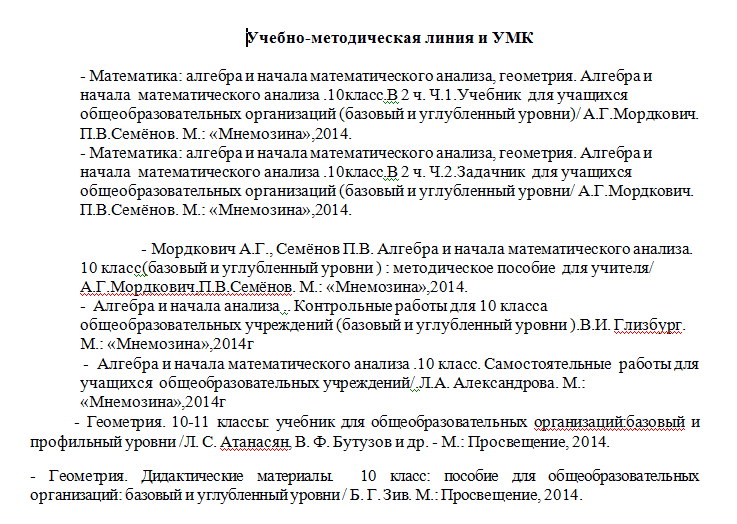 Учебно-методическая линия и УМК
- Математика: алгебра и начала математического анализа, геометрия. Алгебра и
начала математического анализа .10класс.В 2 ч. Ч.1.Учебник для учащихся
общеобразовательных организаций (базовый и углубленный уровни)/ А.Г.Мордкович.
П.В.Семёнов. М.: «Мнемозина»,2014.
- Математика: алгебра и начала математического анализа, геометрия. Алгебра и
начала математического анализа .10класс.В 2 ч. Ч.2.Задачник для учащихся
общеобразовательных организаций (базовый и углубленный уровни/ А.Г.Мордкович.
П.В.Семёнов. М.: «Мнемозина»,2014.
- Мордкович А.Г., Семёнов П.В. Алгебра и начала математического анализа.
10 класс(базовый и углубленный уровни ) : методическое пособие для учителя/
А.Г.Мордкович,П.В.Семёнов. М.: «Мнемозина»,2014.
- Алгебра и начала анализа . . Контрольные работы для 10 класса
общеобразовательных учреждений (базовый и углубленный уровни ).В.И. Глизбург.
М.: «Мнемозина»,2014г
- Алгебра и начала математического анализа .10 класс. Самостоятельные работы для
учащихся общеобразовательных учреждений/.Л.А. Александрова. М.:
«Мнемозина»,2014г
- Геометрия. 10-11 классы: учебник для общеобразовательных организаций:базовый и
профильный уровни /Л. С. Атанасян, В. Ф. Бутузов и др. - М.: Просвещение, 2014.
- Геометрия. Дидактические материалы. 10 класс: пособие для общеобразовательных
организаций: базовый и углубленный уровни / Б. Г. Зив. М.: Просвещение, 2014.